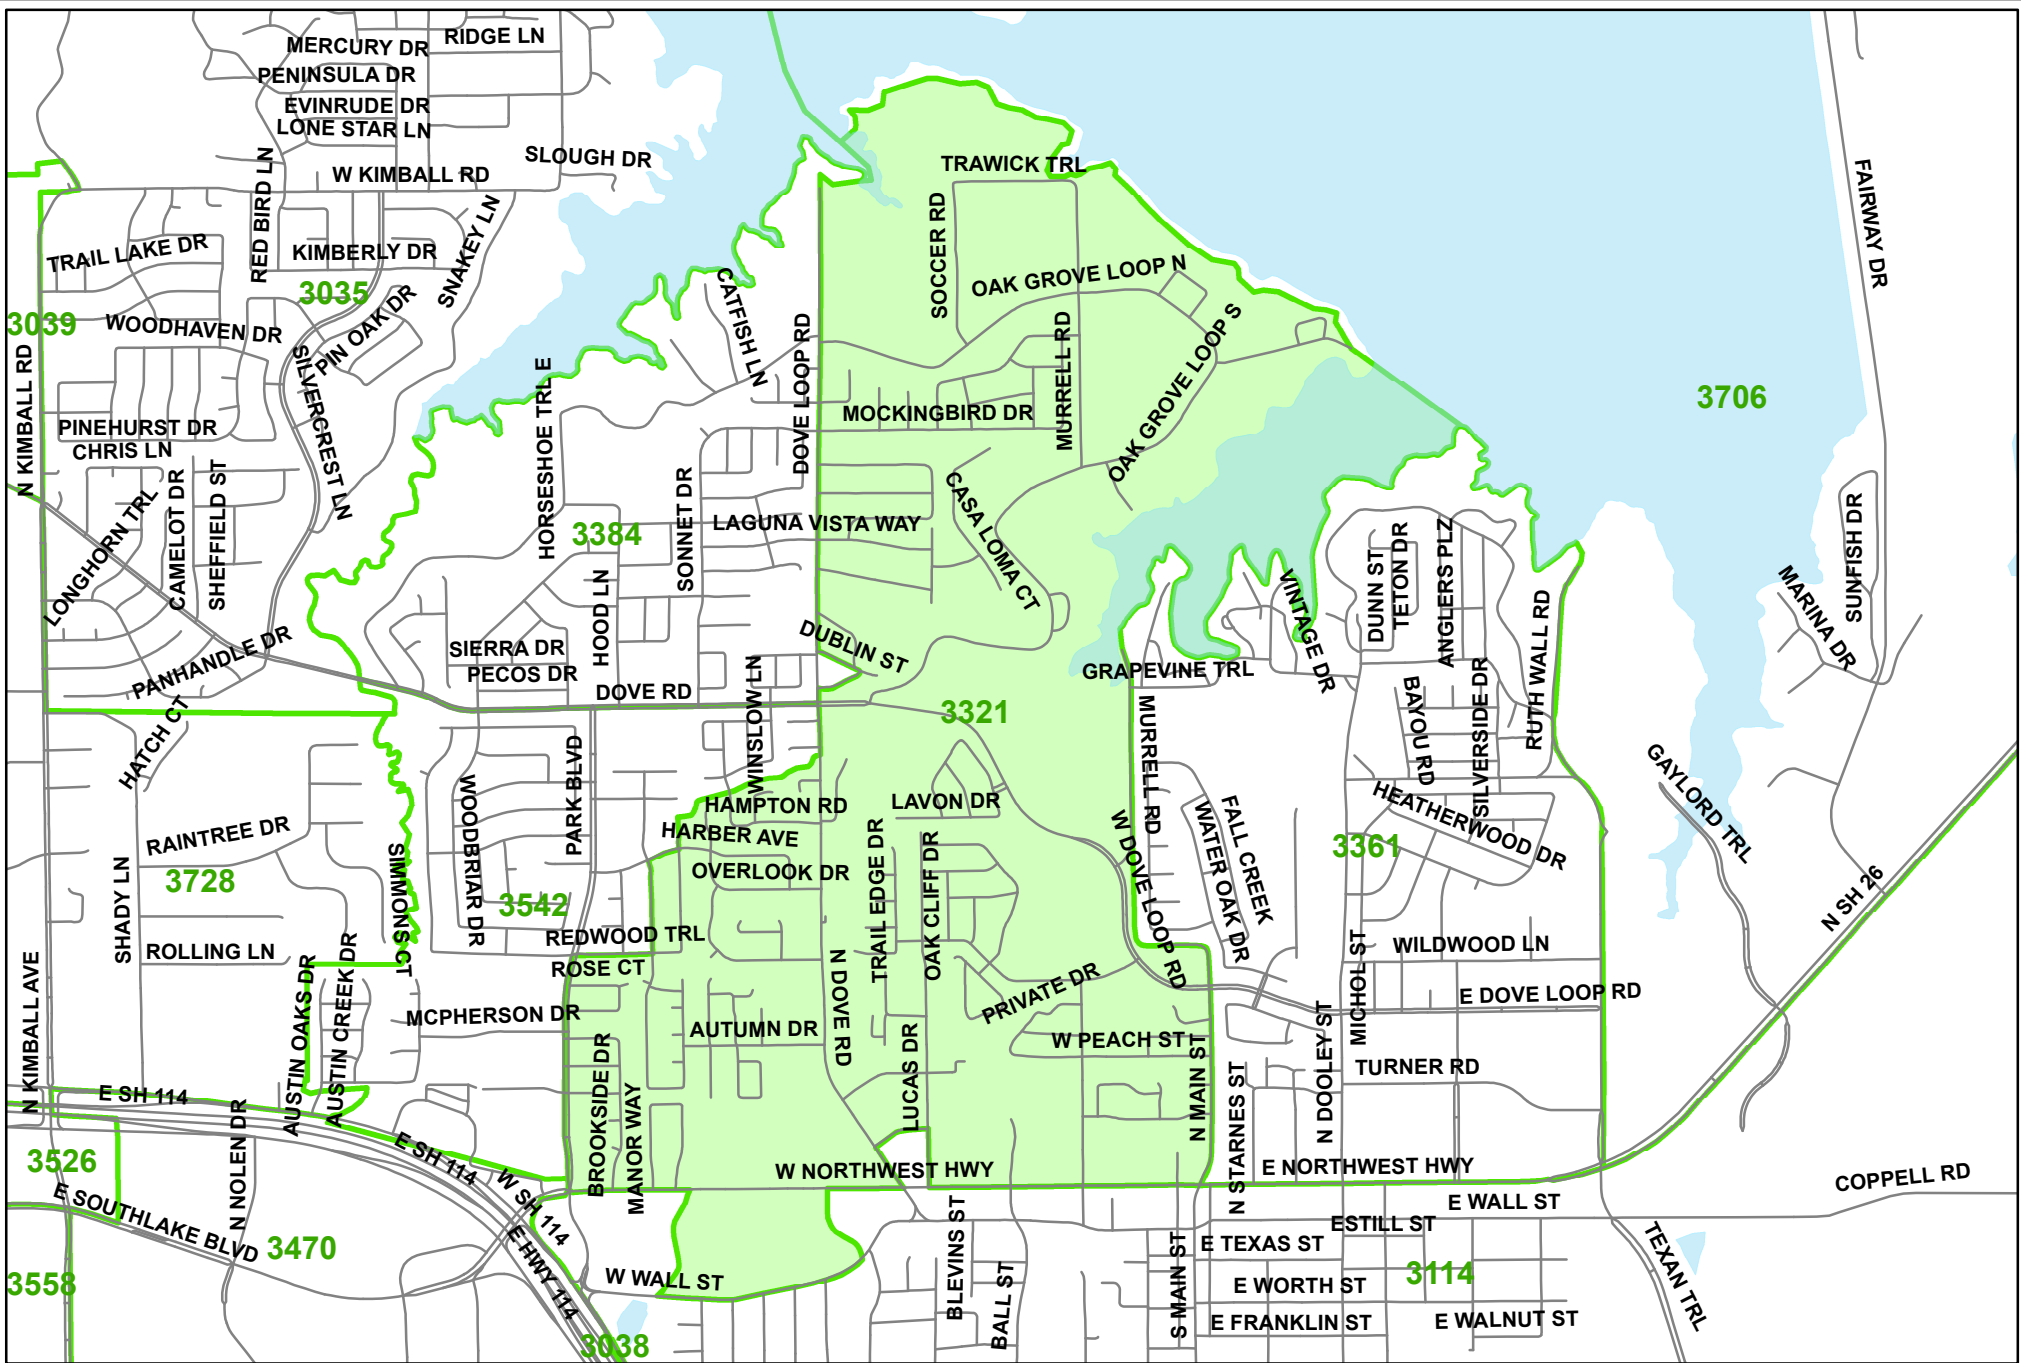 RIDGE LN
MERCURY DR
PENINSULA DR
EVINRUDE DR
LONE STAR LN
SLOUGH DR
W KIMBALL RD
TRAWICK TRL
RED BIRD LN
SNAKEY LN
SOCCER RD
FAIRWAY DR
TRAIL LAKE DR
KIMBERLY DR
OAK GROVE LOOP N
3035
3039
CATFISH LN
WOODHAVEN DR
PIN OAK DR
SILVERCREST LN
N KIMBALL RD
HORSESHOE TRL E
DOVE LOOP RD
MURRELL RD
OAK GROVE LOOP S
3706
MOCKINGBIRD DR
PINEHURST DR
CHRIS LN
LONGHORN TRL
CAMELOT DR
SHEFFIELD ST
SONNET DR
CASA LOMA CT
LAGUNA VISTA WAY
3384
HOOD LN
DUNN ST
TETON DR
ANGLERS PLZ
SUNFISH DR
MARINA DR
VINTAGE DR
RUTH WALL RD
DUBLIN ST
SIERRA DR
PECOS DR
PANHANDLE DR
GRAPEVINE TRL
DOVE RD
WINSLOW LN
3321
HATCH CT
MURRELL RD
BAYOU RD
SILVERSIDE DR
GAYLORD TRL
PARK BLVD
WOODBRIAR DR
HAMPTON RD
LAVON DR
HARBER AVE
W DOVE LOOP RD
WATER OAK DR
FALL CREEK
HEATHERWOOD DR
RAINTREE DR
3361
3728
SHADY LN
SIMMONS CT
OVERLOOK DR
TRAIL EDGE DR
OAK CLIFF DR
N SH 26
3542
REDWOOD TRL
ROSE CT
ROLLING LN
WILDWOOD LN
N DOVE RD
PRIVATE DR
MICHOL ST
E DOVE LOOP RD
AUSTIN OAKS DR
AUSTIN CREEK DR
MCPHERSON DR
AUTUMN DR
W PEACH ST
N KIMBALL AVE
E SH 114
BROOKSIDE DR
MANOR WAY
LUCAS DR
N MAIN ST
N STARNES ST
N DOOLEY ST
TURNER RD
N NOLEN DR
E SH 114
3526
W SH 114
W NORTHWEST HWY
E NORTHWEST HWY
COPPELL RD
E SOUTHLAKE BLVD
3470
E HWY 114
BLEVINS ST
BALL ST
E WALL ST
ESTILL ST
E TEXAS ST
3558
W WALL ST
S MAIN ST
E WORTH ST
3114
TEXAN TRL
3038
E FRANKLIN ST
E WALNUT ST